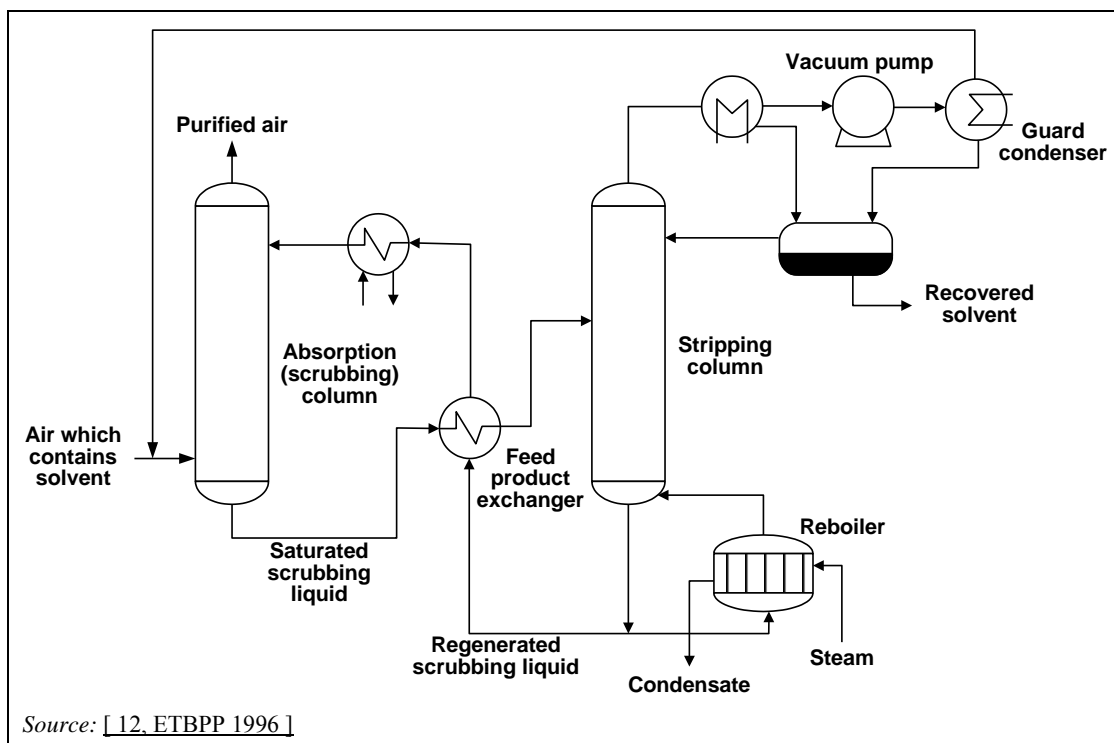 Vacuum pump
Purified air
Guard
condenser
Recovered
solvent
Absorption
(scrubbing)
column
Stripping
column
Air which
contains
solvent
Feed
product
exchanger
Reboiler
Saturated
scrubbing
liquid
Regenerated
scrubbing liquid
Steam
Condensate
Source: [ 12, ETBPP 1996 ]